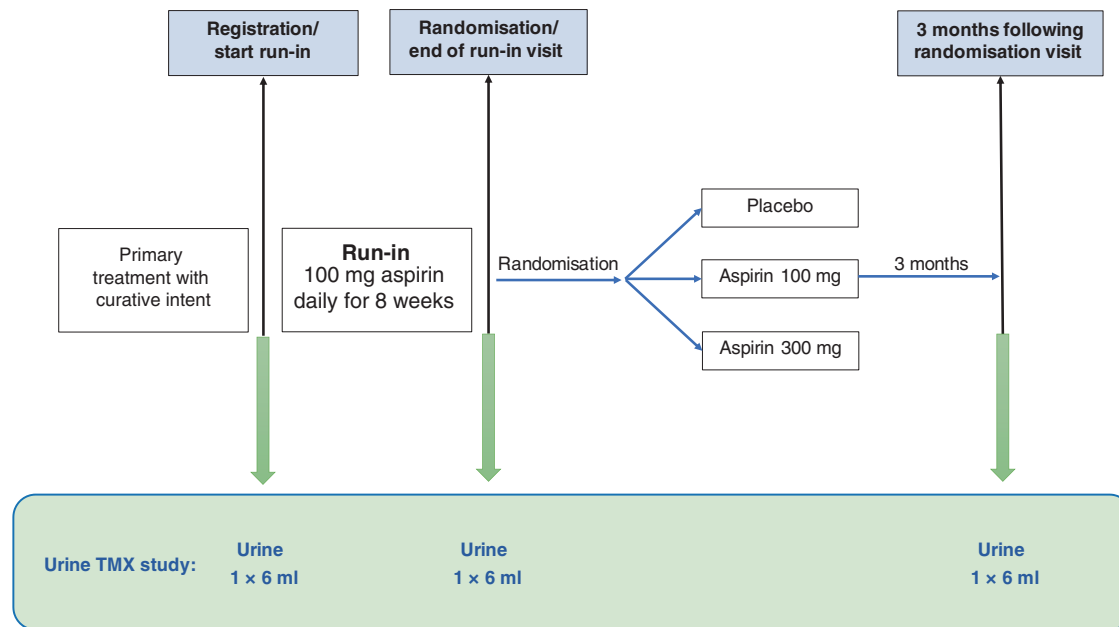 Registration/
start run-in
Randomisation/
end of run-in visit
3 months following
randomisation visit
Primary
treatment with
curative intent
Run-in
100 mg aspirin
daily for 8 weeks
Randomisation
Placebo
Aspirin 100 mg
Aspirin 300 mg
3 months
Urine TMX study:
Urine
1 × 6 ml
Urine
1 × 6 ml
Urine
1 × 6 ml